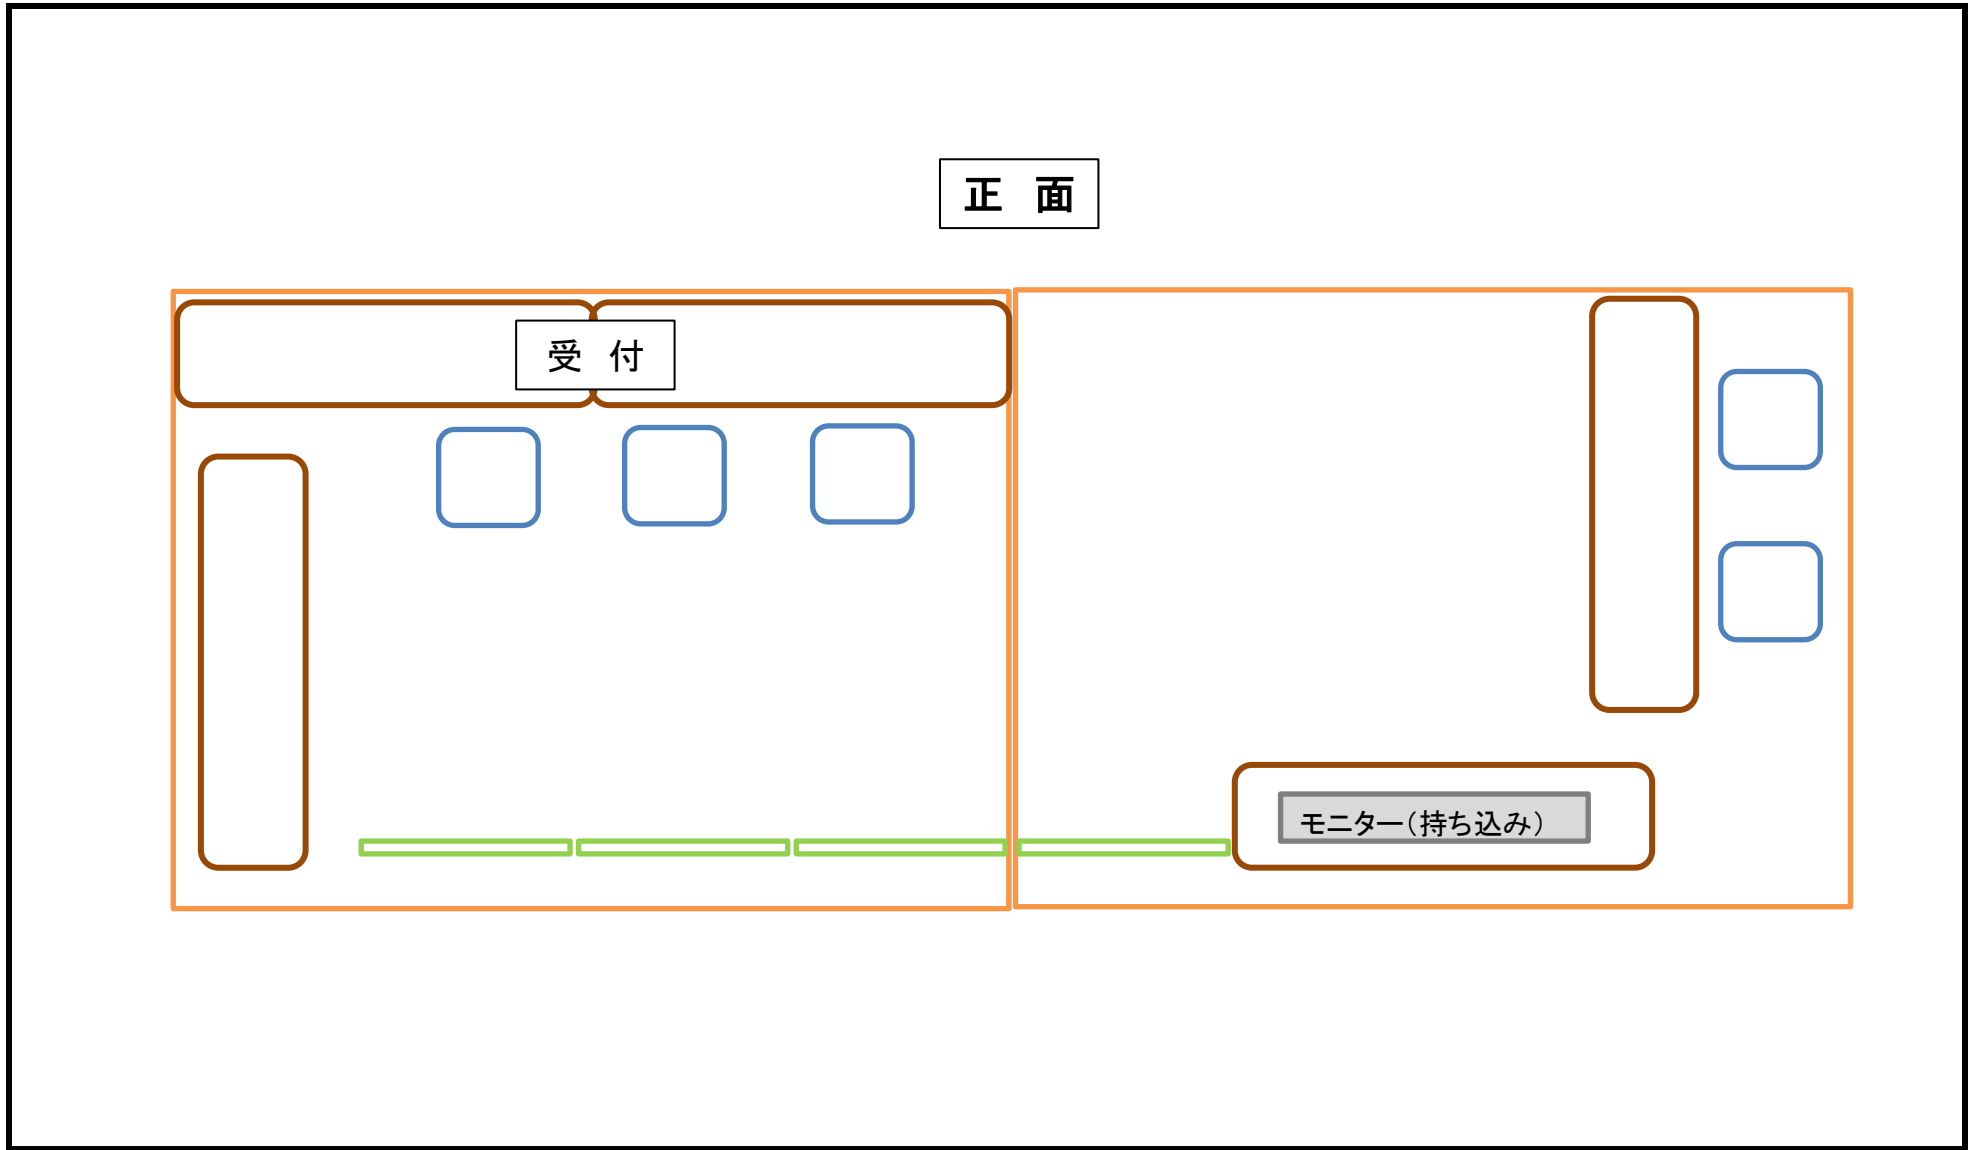 正　面
受　付
モニター（持ち込み）